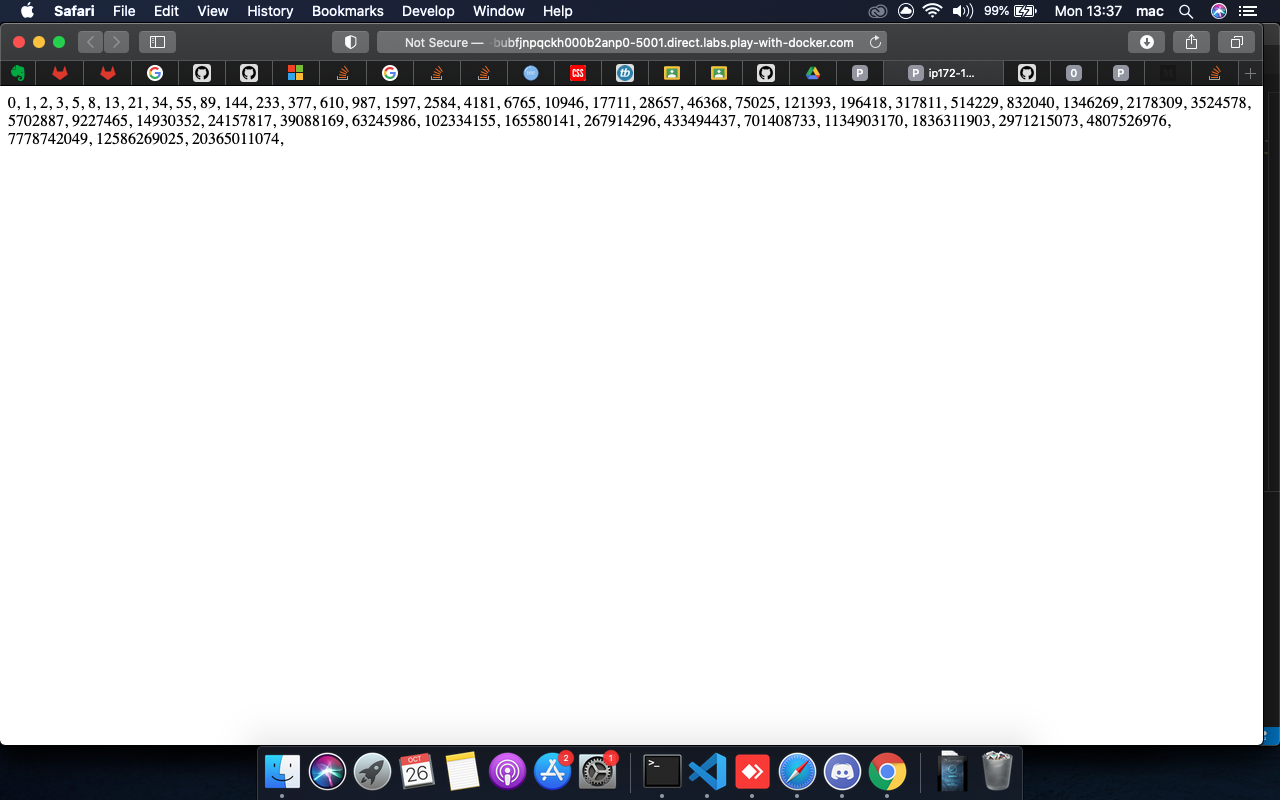 Safari File Edit View History Bookmarks Develop Window Help 99% Mon 13:37 mac
Not Secure — bubfjnpqckh000b2anp0-5001.direct.labs.play-with-docker.com
CSS tb P P ip172-1... 0 P M
0, 1, 2, 3, 5, 8, 13, 21, 34, 55, 89, 144, 233, 377, 610, 987, 1597, 2584, 4181, 6765, 10946, 17711, 28657, 46368, 75025, 121393, 196418, 317811, 514229, 832040, 1346269, 2178309, 3524578,
5702887, 9227465, 14930352, 24157817, 39088169, 63245986, 102334155, 165580141, 267914296, 433494437, 701408733, 1134903170, 1836311903, 2971215073, 4807526976,
7778742049, 12586269025, 20365011074,
OCT
26
2
1
>_